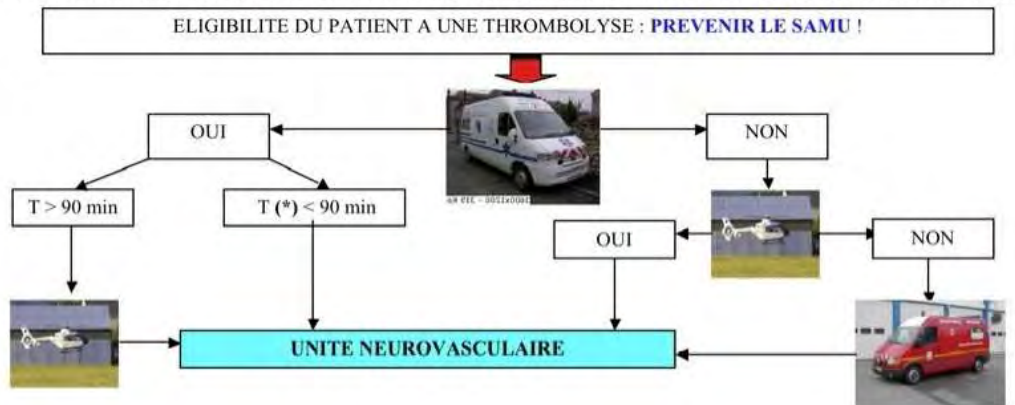 ELIGIBILITE DU PATIENT A UNE THROMBOLYSE : PREVENIR LE SAMU !
OUI
NON
T > 90 min
T (*) < 90 min
OUI
NON
UNITE NEUROVASCULAIRE